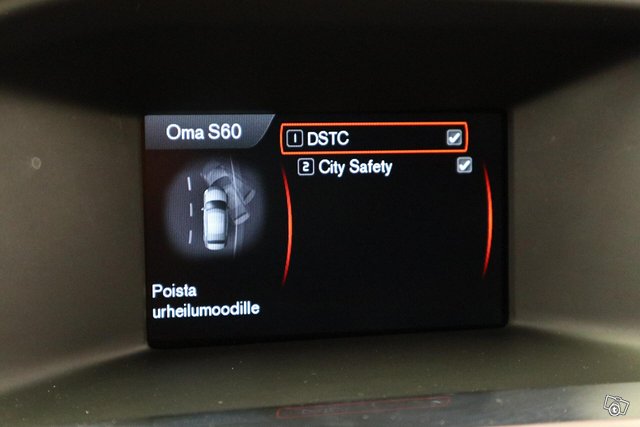 Oma S60
1 DSTC
2 City Safety
Poista
urheilumoodille